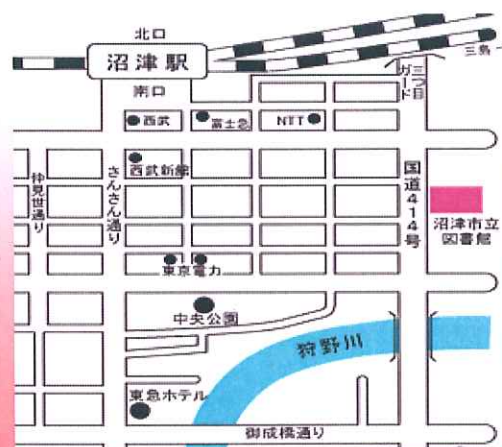 北口
沼津駅
南口
三島
三つ目
ガード
西武
富士急
NTT
西武新館
仲見世通り
さんさん通り
国道414号
沼津市立
図書館
東京電力
中央公園
狩野川
東急ホテル
御成橋通り